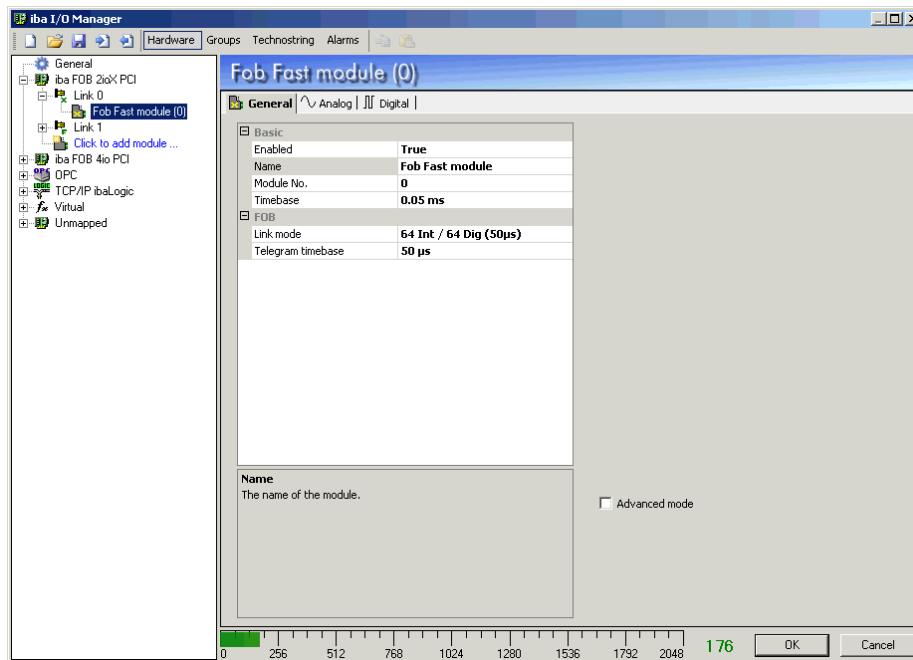 iba I/O Manager
Hardware Groups Technostring Alarms
General
iba FOB 2ioX PCI
Link 0
Fob Fast module (0)
Link 1
Click to add module ...
iba FOB 4io PCI
OPC
TCP/IP ibaLogic
Virtual
Unmapped
Fob Fast module (0)
General Analog Digital
Basic
Enabled True
Name Fob Fast module
Module No. 0
Timebase 0.05 ms
FOB
Link mode 64 Int / 64 Dig (50µs)
Telegram timebase 50 µs
Name
The name of the module.
Advanced mode
0 256 512 768 1024 1280 1536 1792 2048
176
OK
Cancel